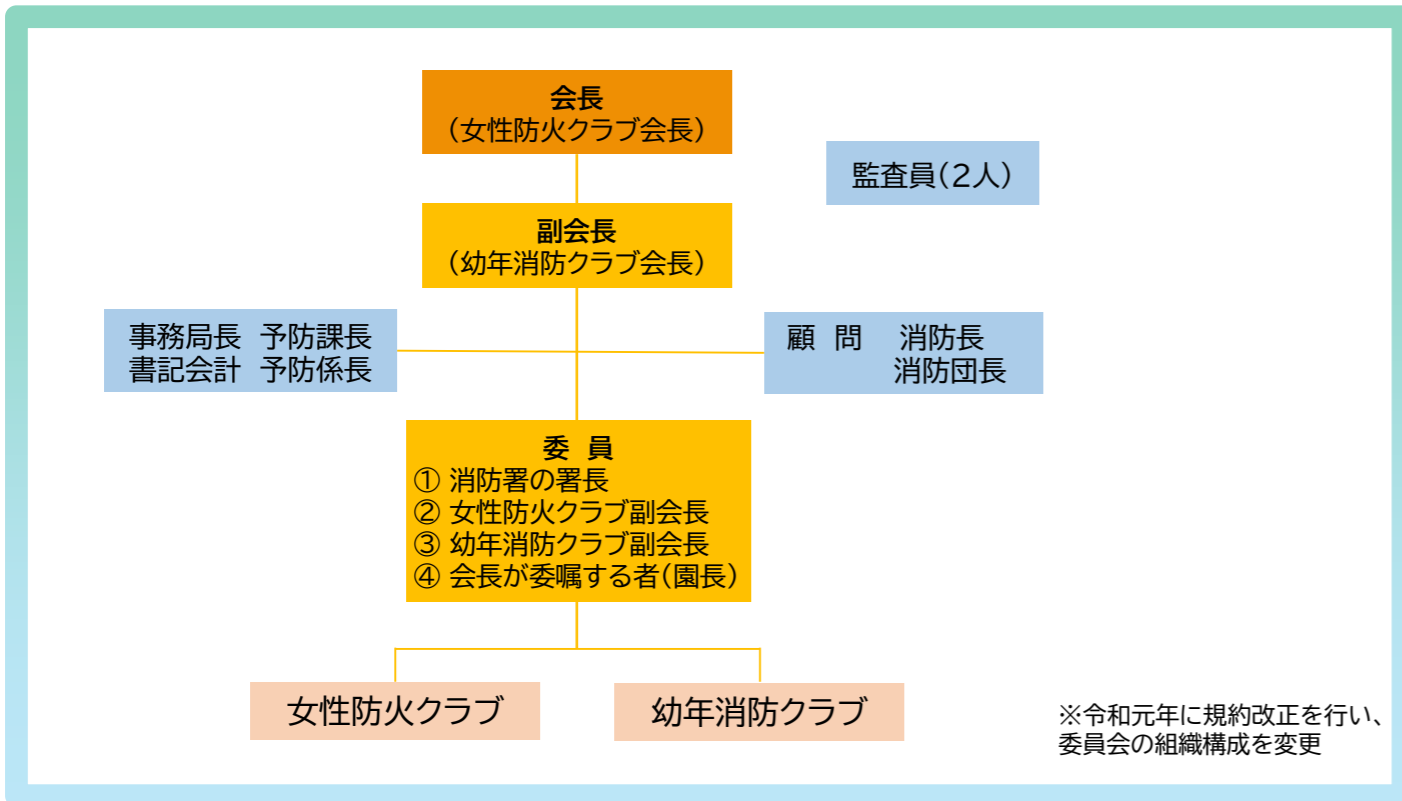 会長
(女性防火クラブ会長)
監査員(2人)
副会長
(幼年消防クラブ会長)
事務局長 予防課長
書記会計 予防係長
顧 問 消防長
消防団長
委 員
① 消防署の署長
② 女性防火クラブ副会長
③ 幼年消防クラブ副会長
④ 会長が委嘱する者(園長)
女性防火クラブ
幼年消防クラブ
※令和元年に規約改正を行い、
委員会の組織構成を変更